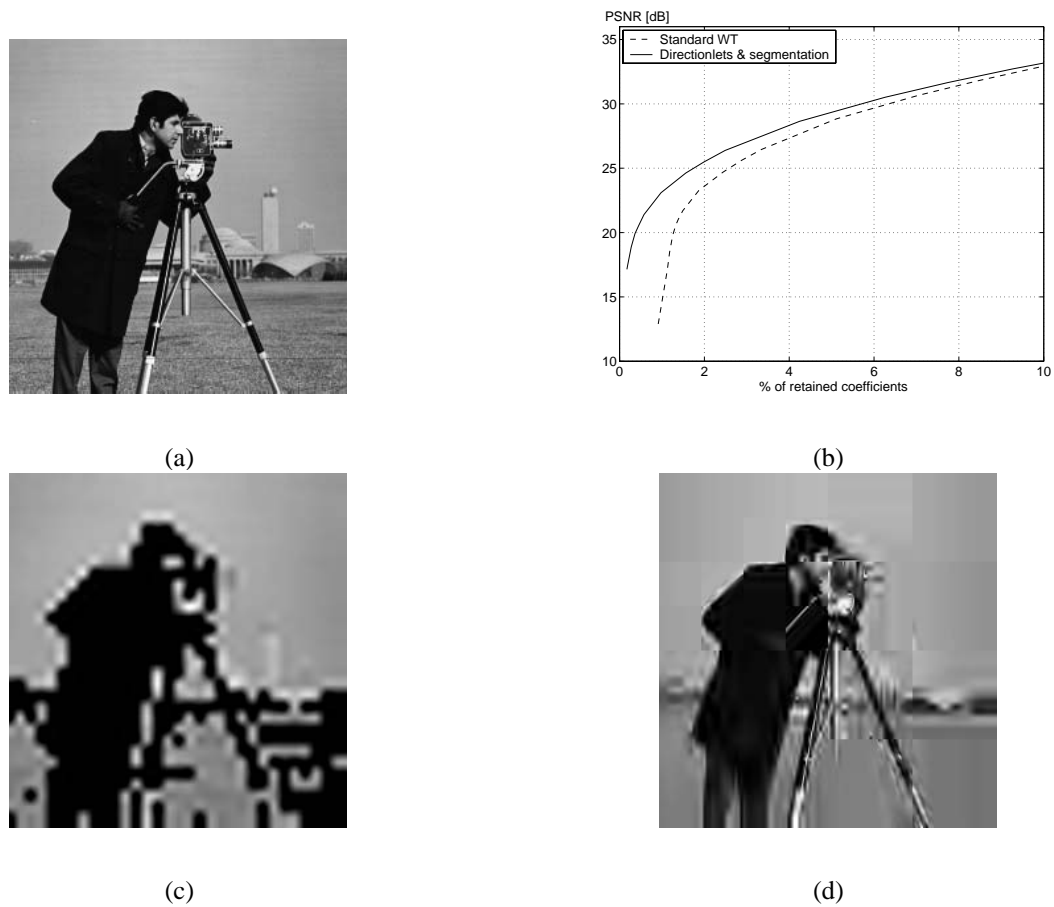 PSNR [dB]
35
30
25
20
15
10
Standard WT
Directionlets & segmentation
0 2 4 6 8 10
% of retained coefficients
(a) (b)
(c) (d)